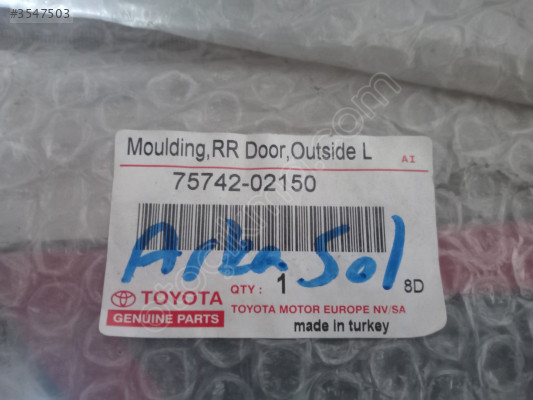 #3547503
Moulding,RR Door,Outside L
AI
75742-02150
Arka Sol
QTY : 1
8D
TOYOTA
GENUINE PARTS
TOYOTA MOTOR EUROPE NV/SA
made in turkey